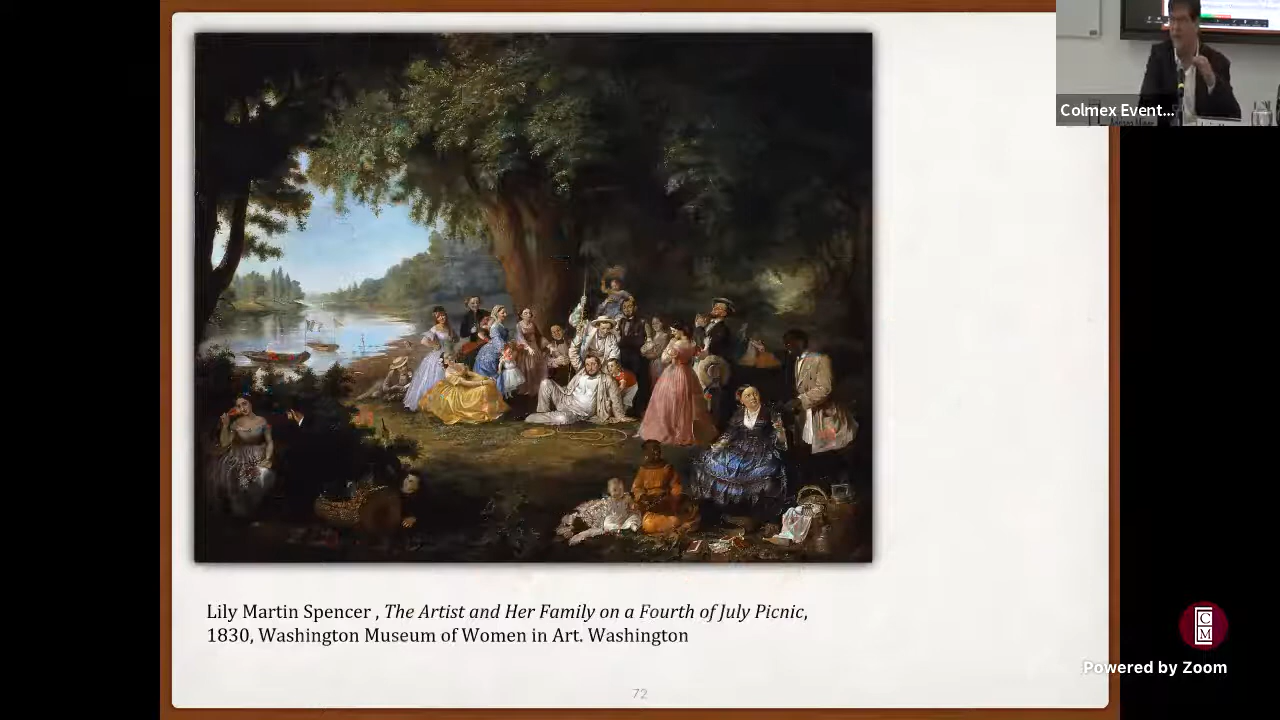 Colmex Event...
Lily Martin Spencer , The Artist and Her Family on a Fourth of July Picnic,
1830, Washington Museum of Women in Art. Washington
C
M
Powered by Zoom
72